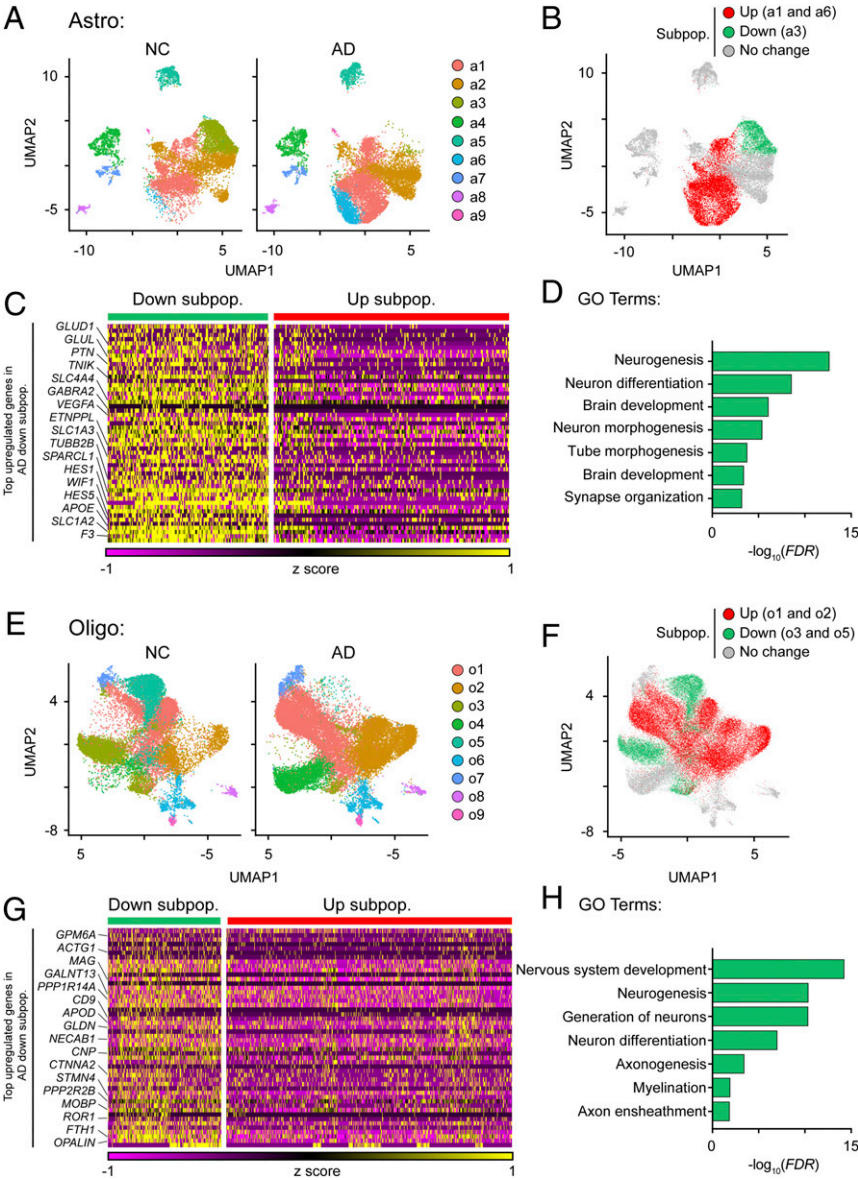 A
Astro:
NC
AD
10
-5
UMAP2
-10
5
-10
5
UMAP1
a1
a2
a3
a4
a5
a6
a7
a8
a9
B
Subpop.
Up (a1 and a6)
Down (a3)
No change
10
-5
UMAP2
-10
5
UMAP1
C
Down subpop.
Up subpop.
Top upregulated genes in
AD down subpop.
GLUD1
GLUL
PTN
TNIK
SLC4A4
GABRA2
VEGFA
ETNPPL
SLC1A3
TUBB2B
SPARCL1
HES1
WIF1
HES5
APOE
SLC1A2
F3
-1
z score
1
D
GO Terms:
Neurogenesis
Neuron differentiation
Brain development
Neuron morphogenesis
Tube morphogenesis
Brain development
Synapse organization
0
15
-log10(FDR)
E
Oligo:
NC
AD
4
-8
UMAP2
5
-5
5
-5
UMAP1
o1
o2
o3
o4
o5
o6
o7
o8
o9
F
Subpop.
Up (o1 and o2)
Down (o3 and o5)
No change
4
-8
UMAP2
-5
5
UMAP1
G
Down subpop.
Up subpop.
Top upregulated genes in
AD down subpop.
GPM6A
ACTG1
MAG
GALNT13
PPP1R14A
CD9
APOD
GLDN
NECAB1
CNP
CTNNA2
STMN4
PPP2R2B
MOBP
ROR1
FTH1
OPALIN
-1
z score
1
H
GO Terms:
Nervous system development
Neurogenesis
Generation of neurons
Neuron differentiation
Axonogenesis
Myelination
Axon ensheathment
0
15
-log10(FDR)